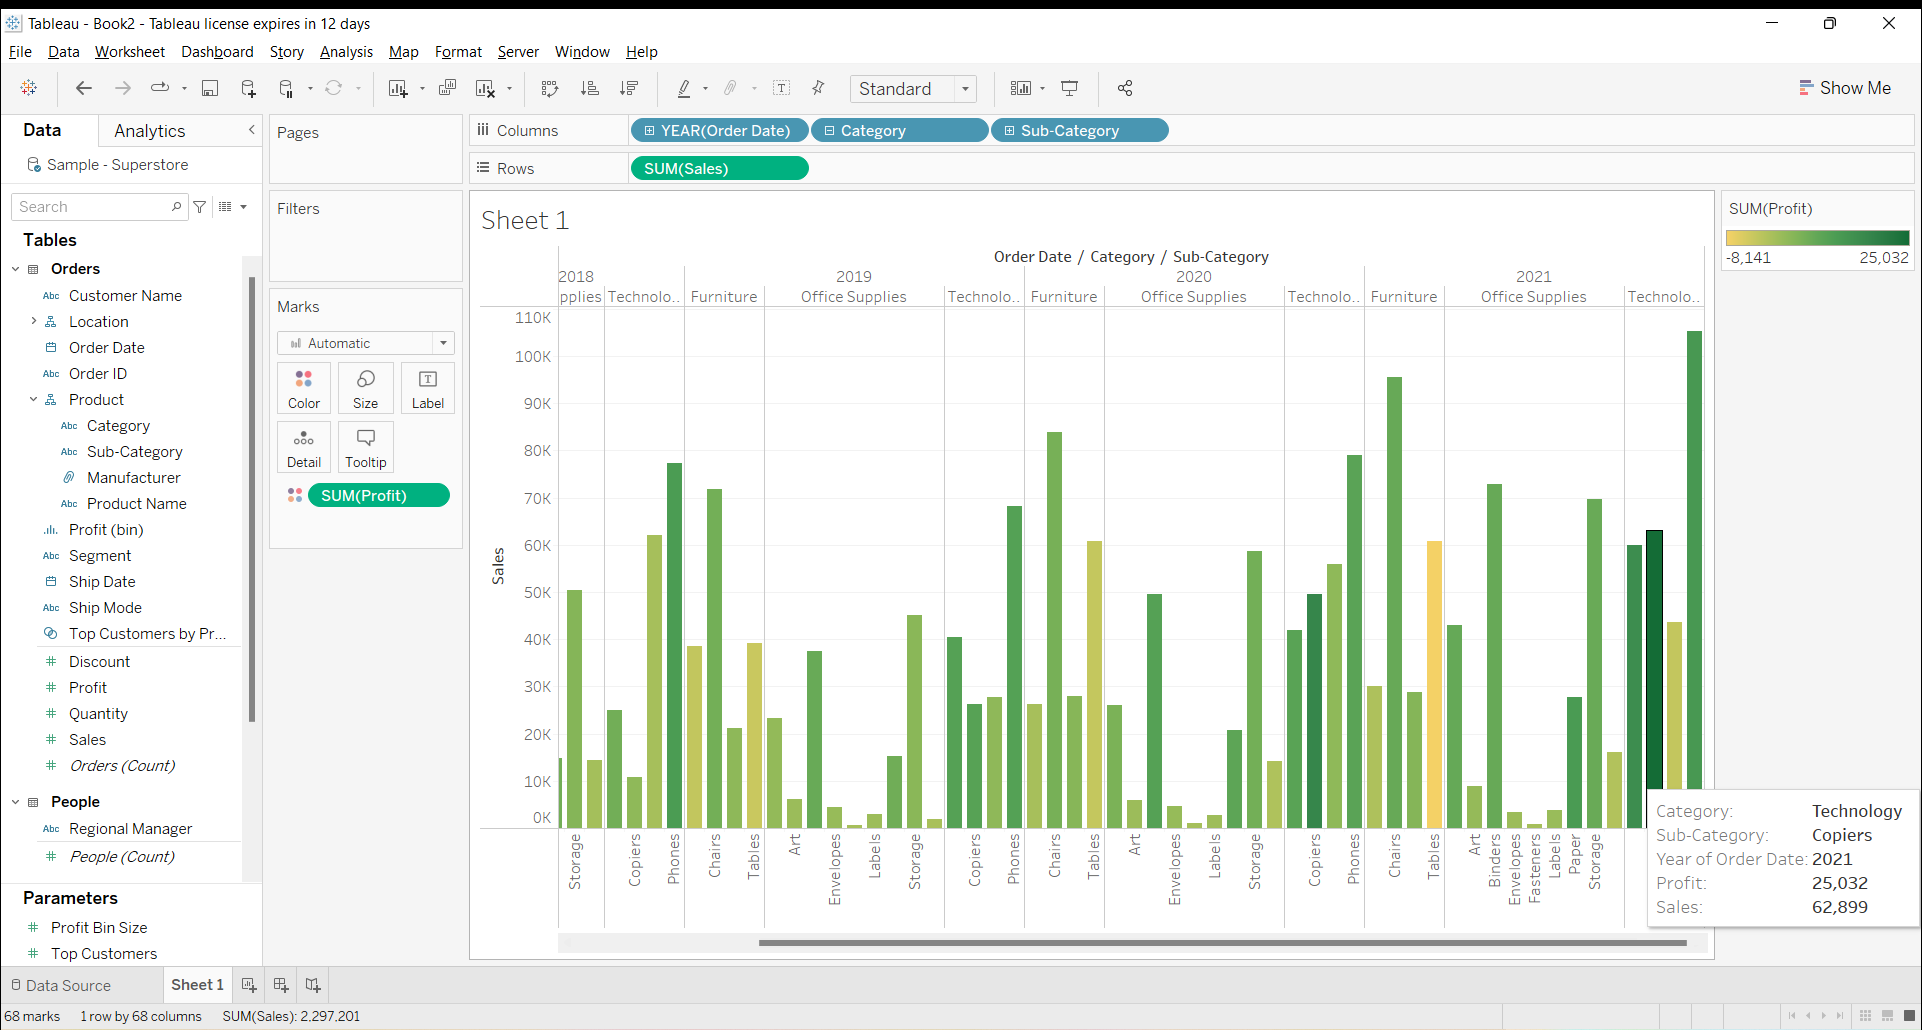 Tableau - Book2 - Tableau license expires in 12 days
File Data Worksheet Dashboard Story Analysis Map Format Server Window Help
Standard
Show Me
Data Analytics
Sample - Superstore
Search
Tables
Orders
Abc Customer Name
Location
Order Date
Abc Order ID
Product
Abc Category
Abc Sub-Category
Manufacturer
Abc Product Name
Profit (bin)
Abc Segment
Ship Date
Abc Ship Mode
Top Customers by Pr...
# Discount
# Profit
# Quantity
# Sales
# Orders (Count)
People
Abc Regional Manager
# People (Count)
Parameters
# Profit Bin Size
# Top Customers
Pages
Filters
Marks
Automatic
Color Size Label
Detail Tooltip
SUM(Profit)
Columns YEAR(Order Date) Category Sub-Category
Rows SUM(Sales)
Sheet 1
Order Date / Category / Sub-Category
2018 2019 2020 2021
pplies Technolo.. Furniture Office Supplies Technolo.. Furniture Office Supplies Technolo.. Furniture Office Supplies Technolo..
110K
100K
90K
80K
70K
60K
50K
40K
30K
20K
10K
0K
Sales
Storage Copiers Phones Chairs Tables Art Envelopes Labels Storage Copiers Phones Chairs Tables Art Envelopes Labels Storage Copiers Phones Chairs Tables Art Binders Envelopes Fasteners Labels Paper Storage
SUM(Profit)
-8,141 25,032
Category: Technology
Sub-Category: Copiers
Year of Order Date: 2021
Profit: 25,032
Sales: 62,899
Data Source Sheet 1
68 marks 1 row by 68 columns SUM(Sales): 2,297,201